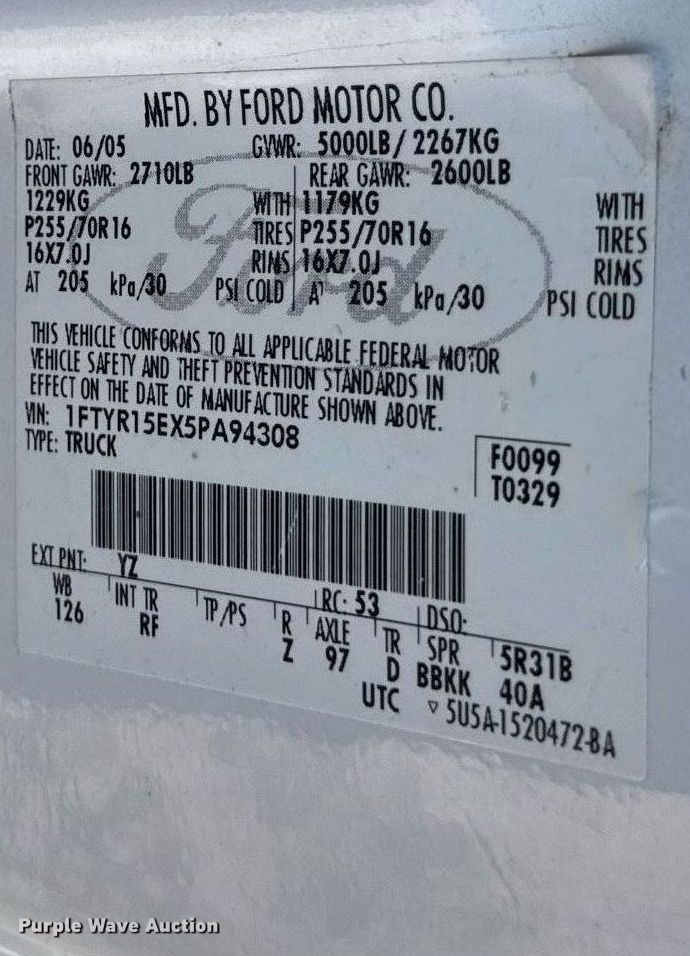 MFD. BY FORD MOTOR CO.
DATE: 06/05 GVWR: 5000LB/ 2267KG
FRONT GAWR: 2710LB REAR GAWR: 2600LB
1229KG WITH 1179KG WITH
P255/70R16 TIRES P255/70R16 TIRES
16X7.0J RIMS 16X7.0J RIMS
AT 205 kPa/30 PSI COLD AT 205 kPa/30 PSI COLD
Ford
THIS VEHICLE CONFORMS TO ALL APPLICABLE FEDERAL MOTOR
VEHICLE SAFETY AND THEFT PREVENTION STANDARDS IN
EFFECT ON THE DATE OF MANUFACTURE SHOWN ABOVE.
VIN: 1FTYR15EX5PA94308
TYPE: TRUCK
F0099
T0329
EXT PNT: YZ RC: 53 DSO:
WB INT TR TP/PS R AXLE TR SPR 5R31B
126 RF Z 97 D BBKK 40A
UTC ▽ 5U5A-1520472-BA
Purple Wave Auction